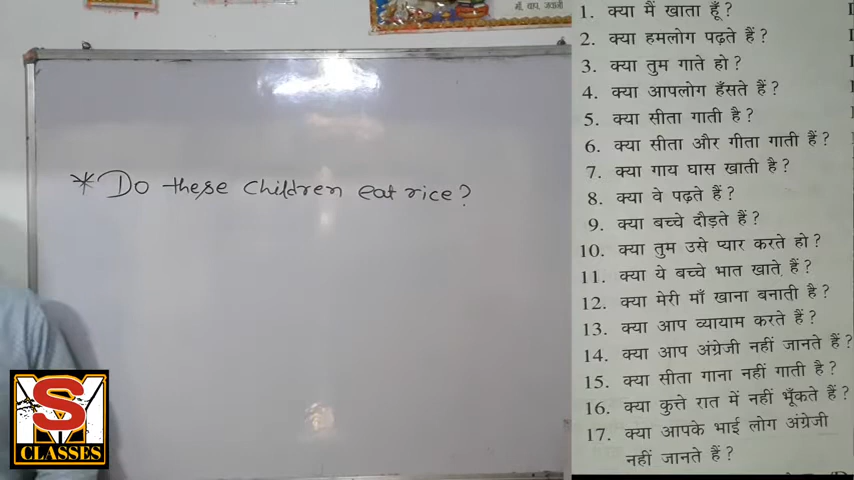 माँ
* Do these children eat rice?
SM
CLASSES
1. क्या मैं खाता हूँ?
2. क्या हमलोग पढ़ते हैं?
3. क्या तुम गाते हो?
4. क्या आपलोग हँसते हैं?
5. क्या सीता गाती है?
6. क्या सीता और गीता गाती हैं?
7. क्या गाय घास खाती है?
8. क्या वे पढ़ते हैं?
9. क्या बच्चे दौड़ते हैं?
10. क्या तुम उसे प्यार करते हो?
11. क्या ये बच्चे भात खाते हैं?
12. क्या मेरी माँ खाना बनाती है?
13. क्या आप व्यायाम करते हैं?
14. क्या आप अंग्रेजी नहीं जानते हैं?
15. क्या सीता गाना नहीं गाती है?
16. क्या कुत्ते रात में नहीं भूँकते हैं?
17. क्या आपके भाई लोग अंग्रेजी
नहीं जानते हैं?